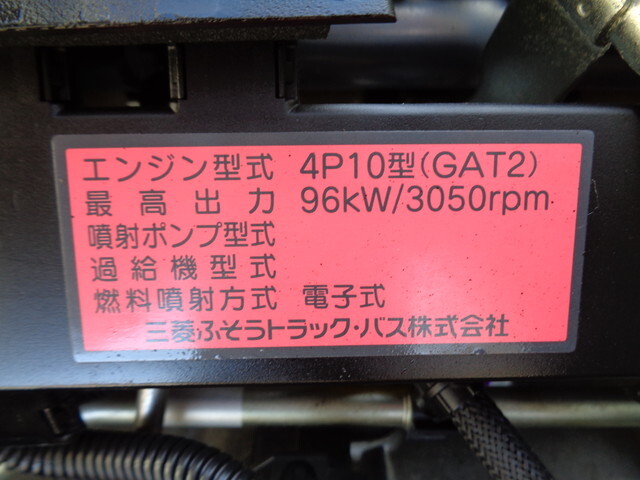 エンジン型式 4P10型(GAT2)
最高出力 96kW/3050rpm
噴射ポンプ型式
過給機型式
燃料噴射方式 電子式
三菱ふそうトラック・バス株式会社